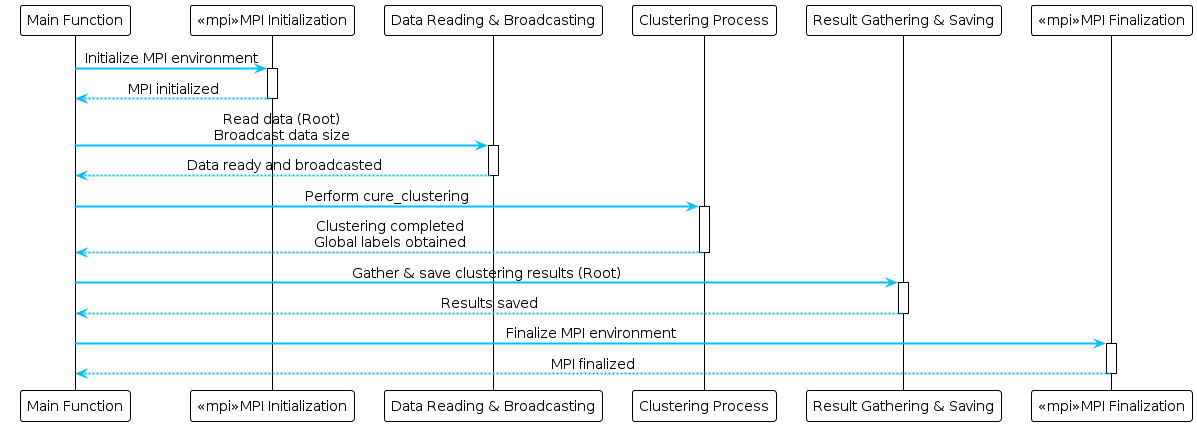 Main Function
«mpi»MPI Initialization
Data Reading & Broadcasting
Clustering Process
Result Gathering & Saving
«mpi»MPI Finalization
Initialize MPI environment
MPI initialized
Read data (Root)
Broadcast data size
Data ready and broadcasted
Perform cure_clustering
Clustering completed
Global labels obtained
Gather & save clustering results (Root)
Results saved
Finalize MPI environment
MPI finalized
Main Function
«mpi»MPI Initialization
Data Reading & Broadcasting
Clustering Process
Result Gathering & Saving
«mpi»MPI Finalization